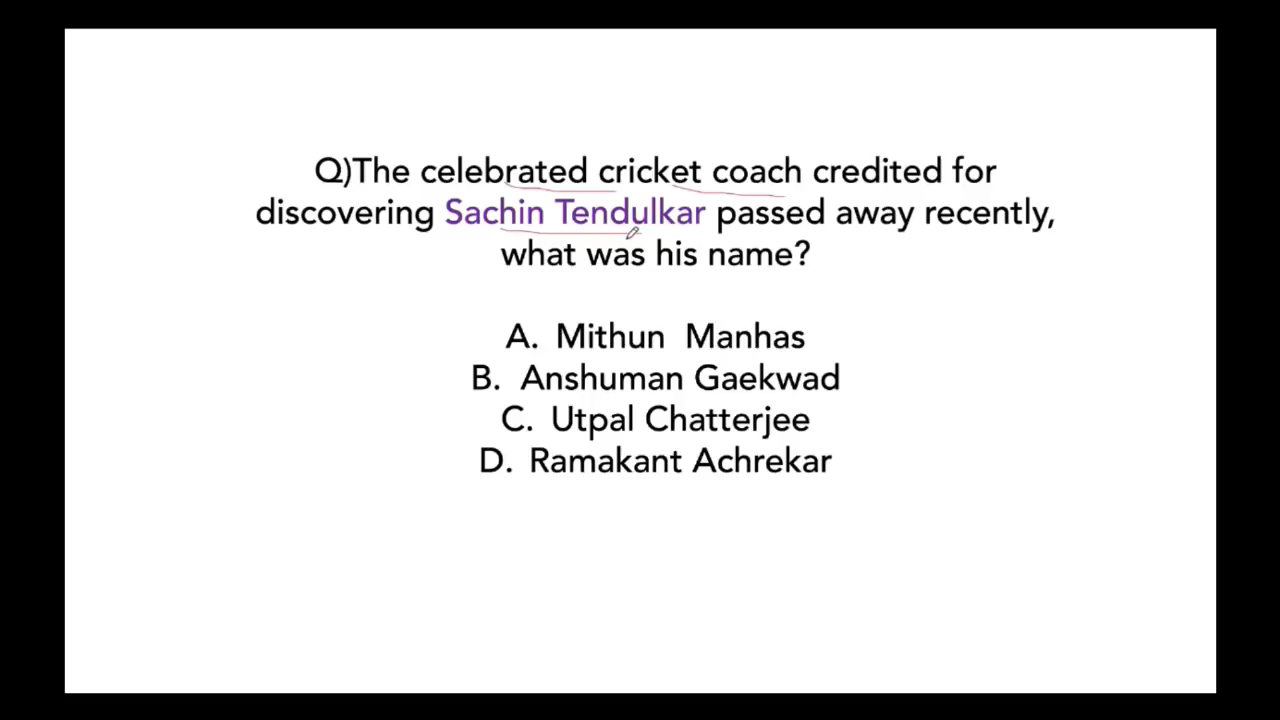 Q)The celebrated cricket coach credited for
discovering Sachin Tendulkar passed away recently,
what was his name?
A. Mithun Manhas
B. Anshuman Gaekwad
C. Utpal Chatterjee
D. Ramakant Achrekar